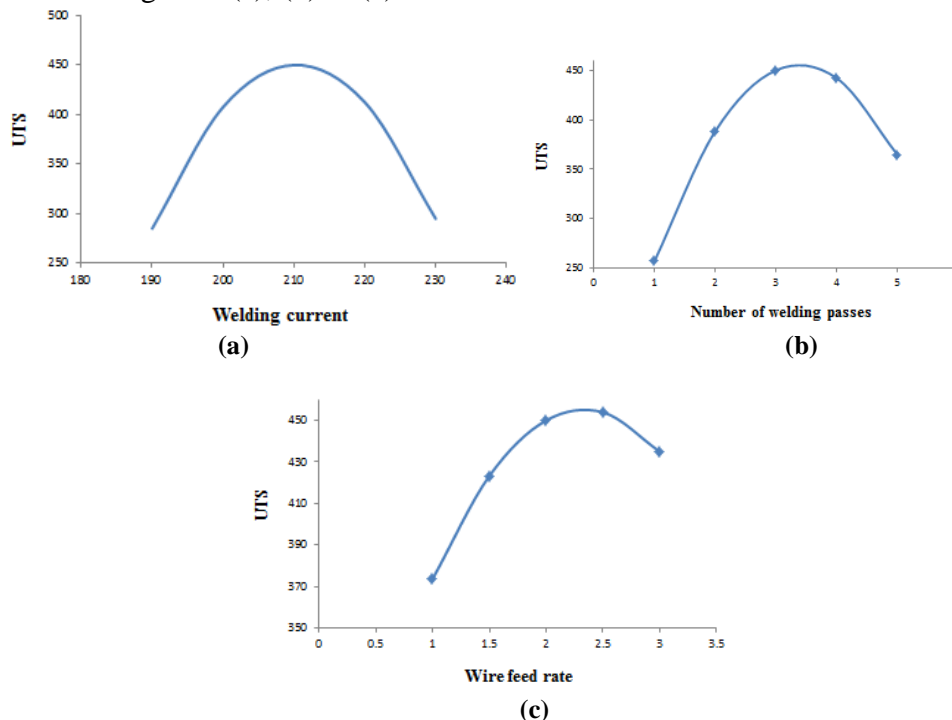 500
450
400
350
300
250
UTS
180 190 200 210 220 230 240
Welding current
(a)
450
400
350
300
250
UTS
0 1 2 3 4 5
Number of welding passes
(b)
450
430
410
390
370
350
UTS
0 0.5 1 1.5 2 2.5 3 3.5
Wire feed rate
(c)